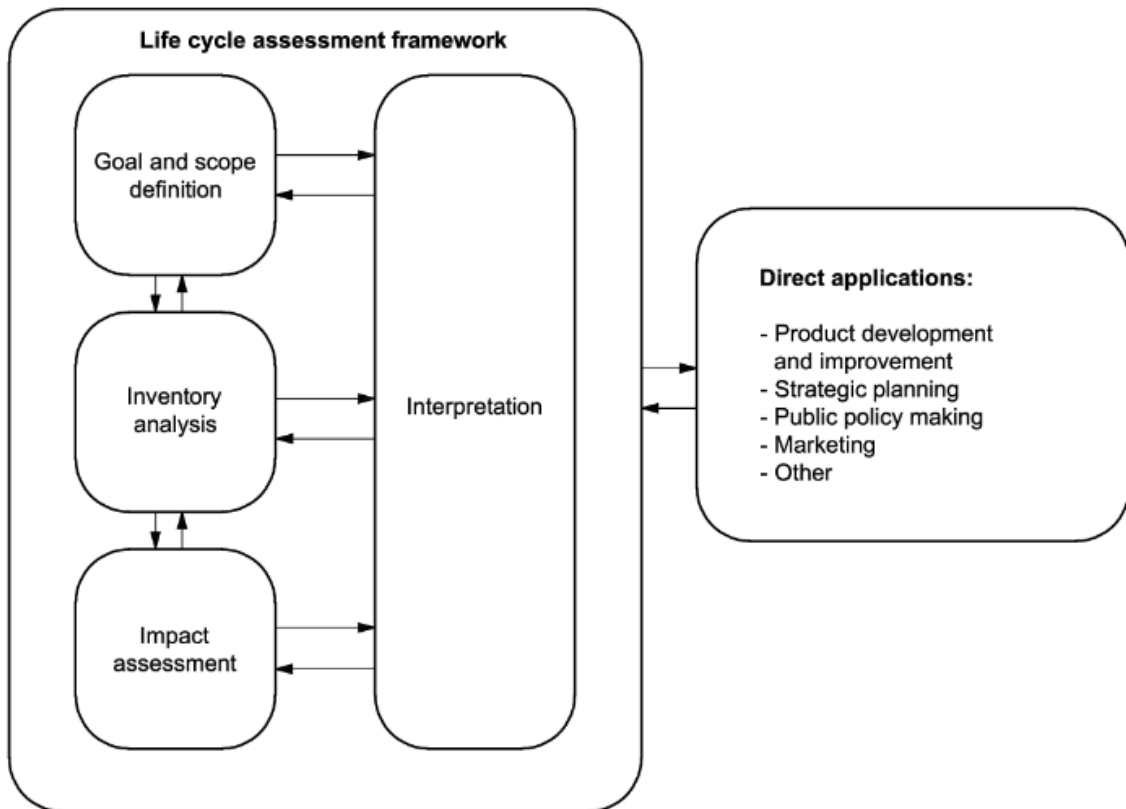 Life cycle assessment framework
Goal and scope
definition
Inventory
analysis
Impact
assessment
Interpretation
Direct applications:
- Product development
and improvement
- Strategic planning
- Public policy making
- Marketing
- Other